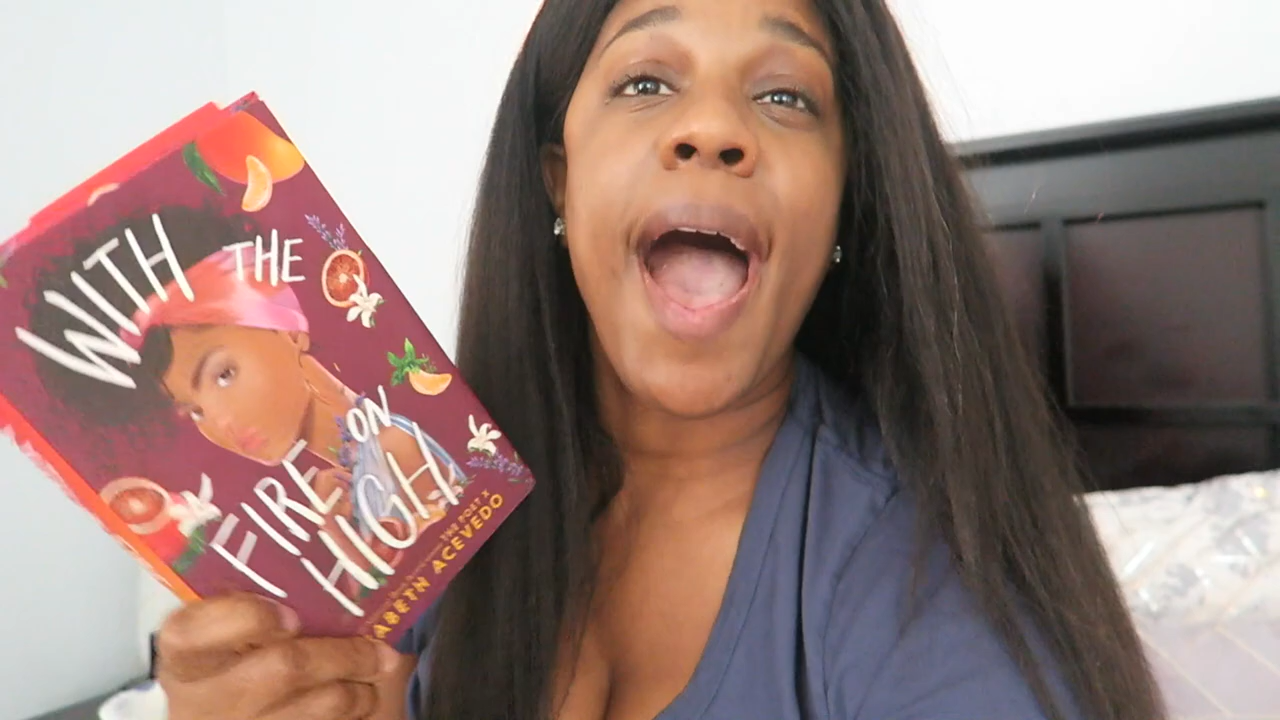 WITH THE
FIRE ON
HIGH
THE POET X
ABETH ACEVEDO